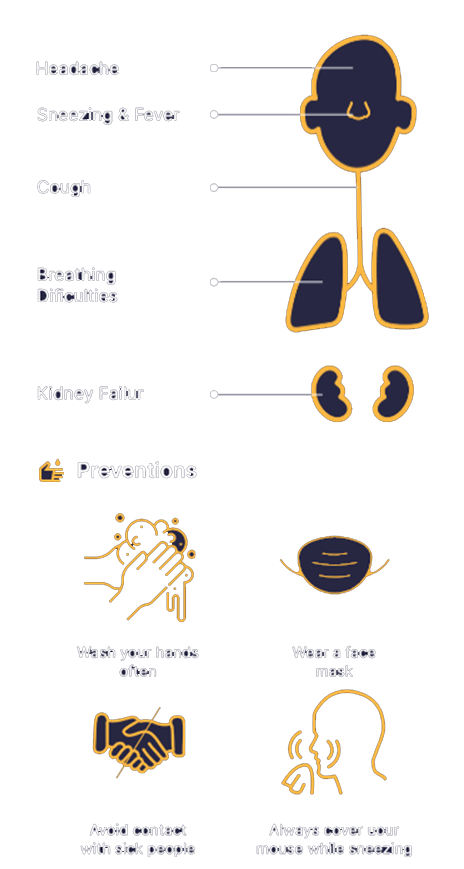 Headache
Sneezing & Fever
Cough
Breathing
Difficulties
Kidney Failur
Preventions
Wash your hands
often
Wear a face
mask
Avoid contact
with sick people
Always cover your
mouse while sneezing